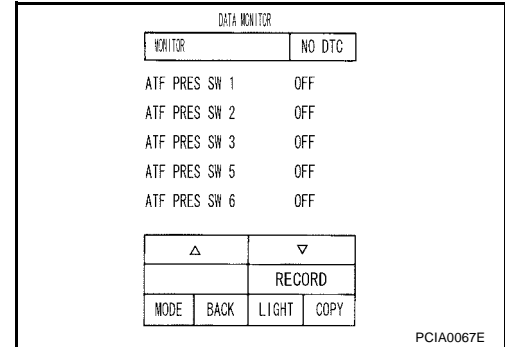 DATA MONITOR
MONITOR NO DTC
ATF PRES SW 1 OFF
ATF PRES SW 2 OFF
ATF PRES SW 3 OFF
ATF PRES SW 5 OFF
ATF PRES SW 6 OFF
△ ▽
RECORD
MODE BACK LIGHT COPY
PCIA0067E